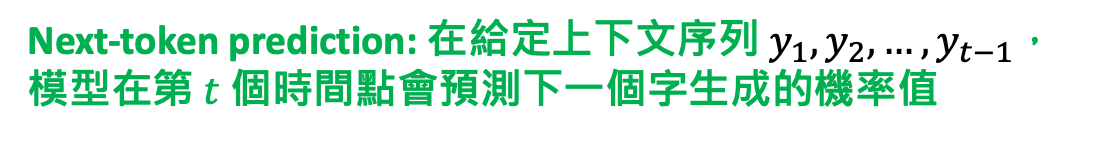 Next-token prediction: 在給定上下文序列 y₁, y₂, … , yₜ₋₁，
模型在第 t 個時間點會預測下一個字生成的機率值